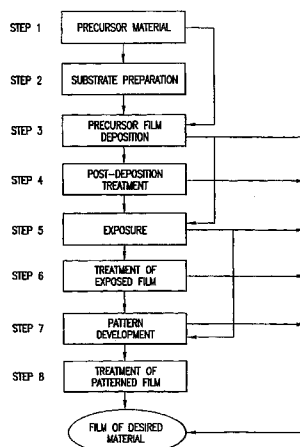 STEP 1 PRECURSOR MATERIAL
STEP 2 SUBSTRATE PREPARATION
STEP 3 PRECURSOR FILM
DEPOSITION
STEP 4 POST-DEPOSITION
TREATMENT
STEP 5 EXPOSURE
STEP 6 TREATMENT OF
EXPOSED FILM
STEP 7 PATTERN
DEVELOPMENT
STEP 8 TREATMENT OF
PATTERNED FILM
FILM OF DESIRED
MATERIAL